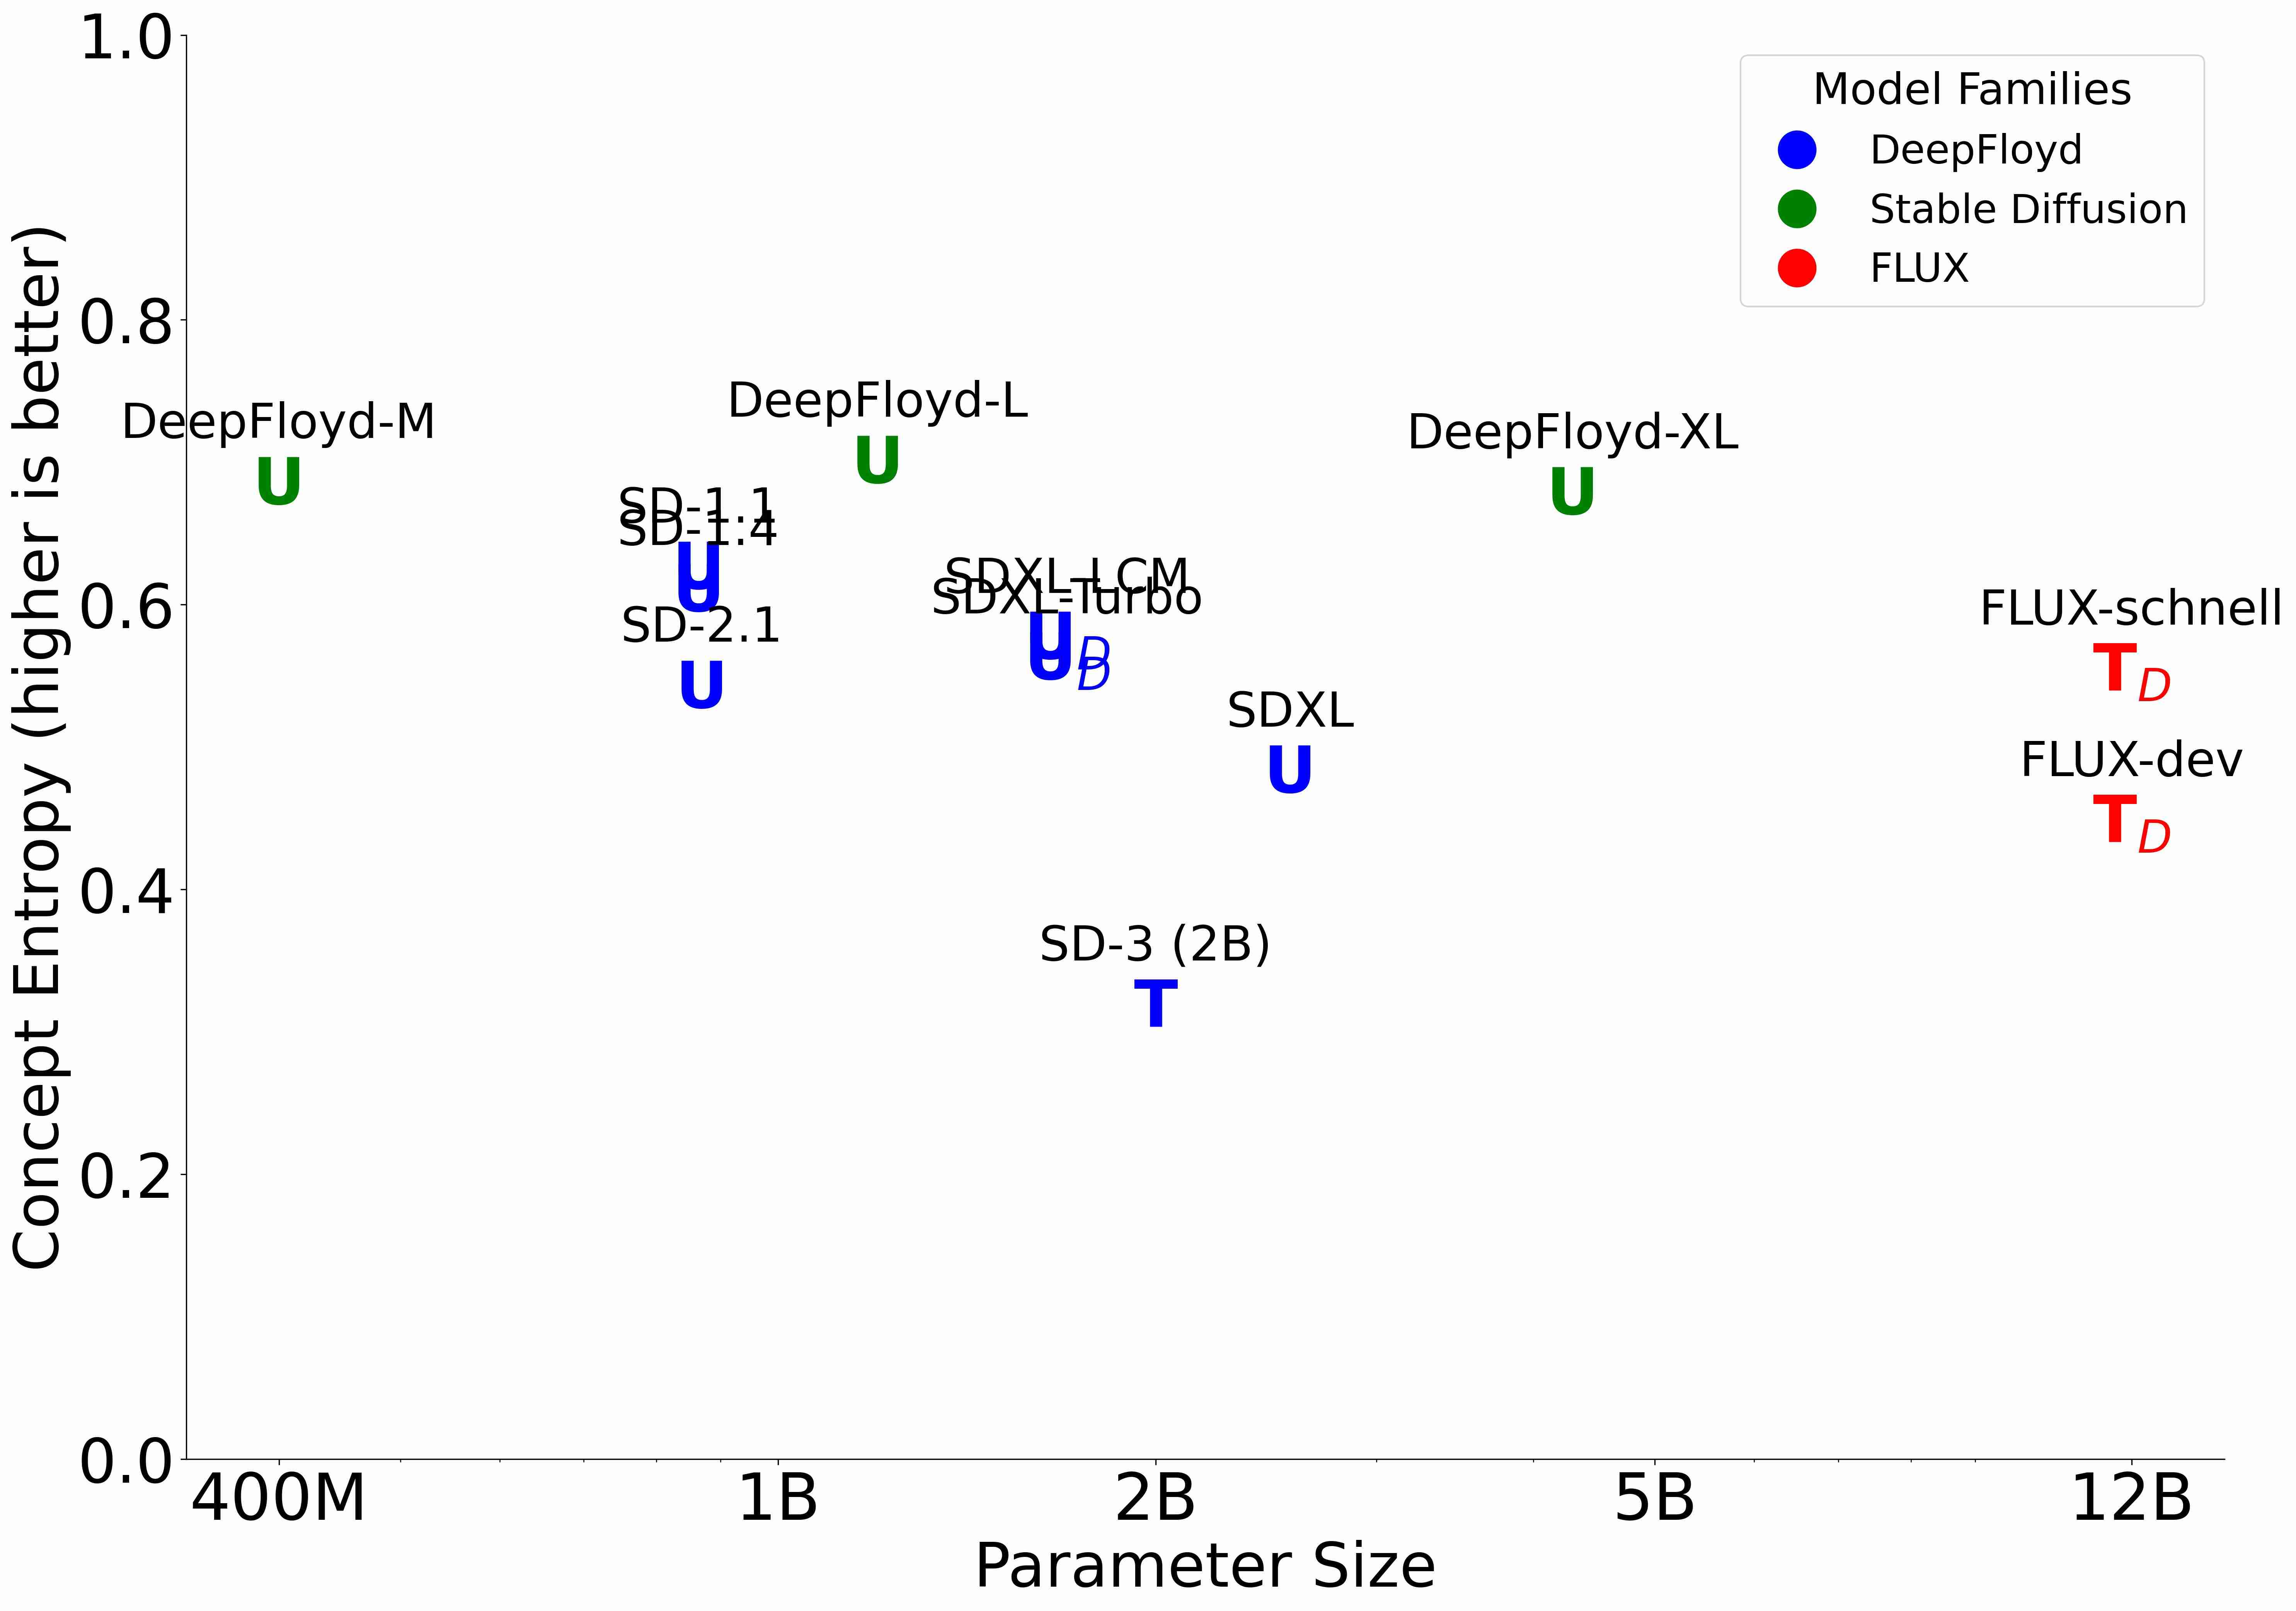 Concept Entropy (higher is better)
1.0
0.8
0.6
0.4
0.2
0.0
Model Families
DeepFloyd
Stable Diffusion
FLUX
DeepFloyd-M
U
DeepFloyd-L
U
DeepFloyd-XL
U
SD-1.1
SD-1.4
U
U
SD-2.1
U
SDXL-LCM
SDXL-Turbo
U D
U D
SDXL
U
FLUX-schnell
T D
FLUX-dev
T D
SD-3 (2B)
T
400M 1B 2B 5B 12B
Parameter Size